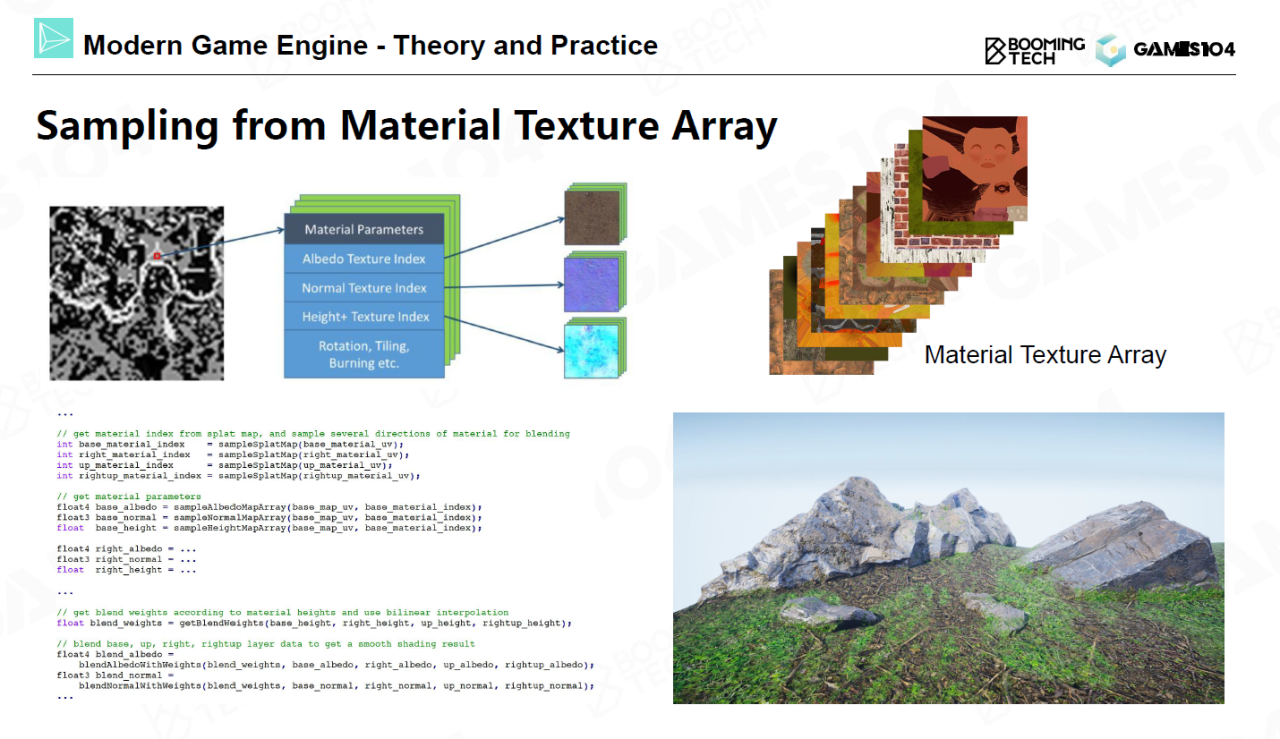 Modern Game Engine - Theory and Practice
BOOMING
TECH
GAMES104
Sampling from Material Texture Array
Material Parameters
Albedo Texture Index
Normal Texture Index
Height+ Texture Index
Rotation, Tiling,
Burning etc.
Material Texture Array
...
// get material index from splat map, and sample several directions of material for blending
int base_material_index    = sampleSplatMap(base_material_uv);
int right_material_index   = sampleSplatMap(right_material_uv);
int up_material_index      = sampleSplatMap(up_material_uv);
int rightup_material_index = sampleSplatMap(rightup_material_uv);
// get material parameters
float4 base_albedo = sampleAlbedoMapArray(base_map_uv, base_material_index);
float3 base_normal = sampleNormalMapArray(base_map_uv, base_material_index);
float  base_height = sampleHeightMapArray(base_map_uv, base_material_index);
float4 right_albedo = ...
float3 right_normal = ...
float  right_height = ...
...
// get blend weights according to material heights and use bilinear interpolation
float blend_weights = getBlendWeights(base_height, right_height, up_height, rightup_height);
// blend base, up, right, rightup layer data to get a smooth shading result
float4 blend_albedo =
    blendAlbedoWithWeights(blend_weights, base_albedo, right_albedo, up_albedo, rightup_albedo);
float3 blend_normal =
    blendNormalWithWeights(blend_weights, base_normal, right_normal, up_normal, rightup_normal);
...